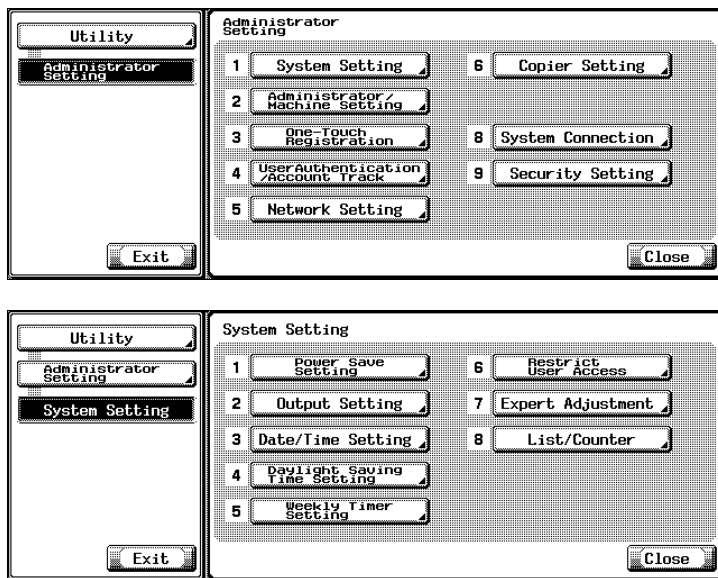 Utility
Administrator
Setting
Exit
Administrator
Setting
1 System Setting
2 Administrator/
Machine Setting
3 One-Touch
Registration
4 UserAuthentication
/Account Track
5 Network Setting
6 Copier Setting
8 System Connection
9 Security Setting
Close
Utility
Administrator
Setting
System Setting
Exit
System Setting
1 Power Save
Setting
2 Output Setting
3 Date/Time Setting
4 Daylight Saving
Time Setting
5 Weekly Timer
Setting
6 Restrict
User Access
7 Expert Adjustment
8 List/Counter
Close